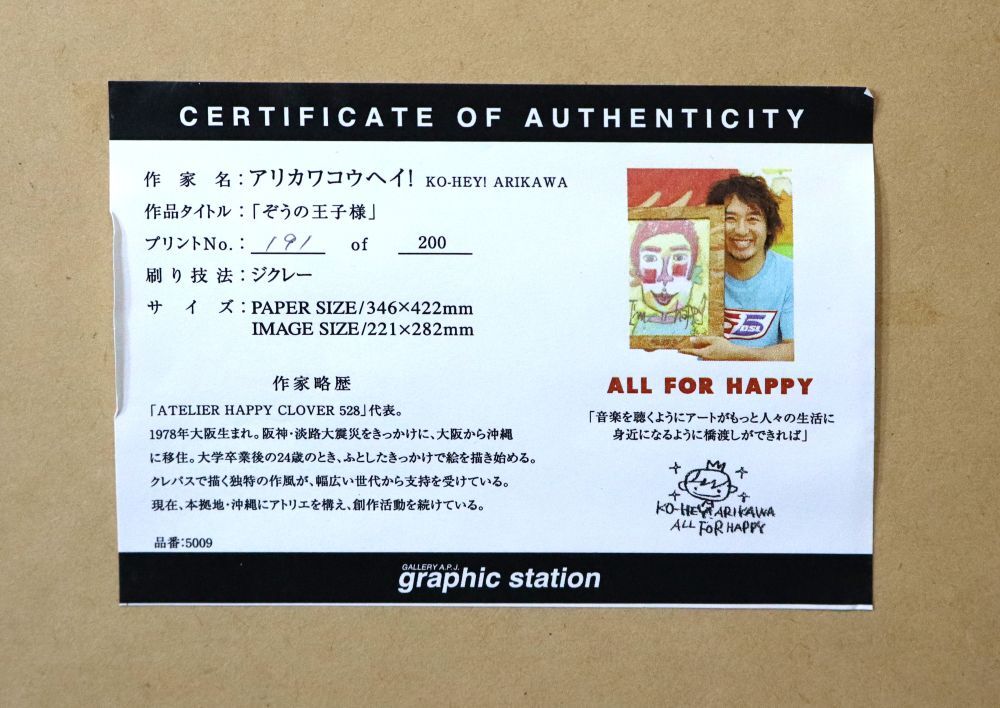 CERTIFICATE OF AUTHENTICITY
作家名：アリカワコウヘイ! KO-HEY! ARIKAWA
作品タイトル：「ぞうの王子様」
プリントNo.： 191 of 200
刷り技法：ジクレー
サイズ：PAPER SIZE/346×422mm
IMAGE SIZE/221×282mm
作家略歴
「ATELIER HAPPY CLOVER 528」代表。
1978年大阪生まれ。阪神・淡路大震災をきっかけに、大阪から沖縄
に移住。大学卒業後の24歳のとき、ふとしたきっかけで絵を描き始める。
クレパスで描く独特の作風が、幅広い世代から支持を受けている。
現在、本拠地・沖縄にアトリエを構え、創作活動を続けている。
品番：5009
I'm happy
ALL FOR HAPPY
「音楽を聴くようにアートがもっと人々の生活に
身近になるように橋渡しができれば」
KO-HEY! ARIKAWA
ALL FOR HAPPY
GALLERY A.P.J.
graphic station